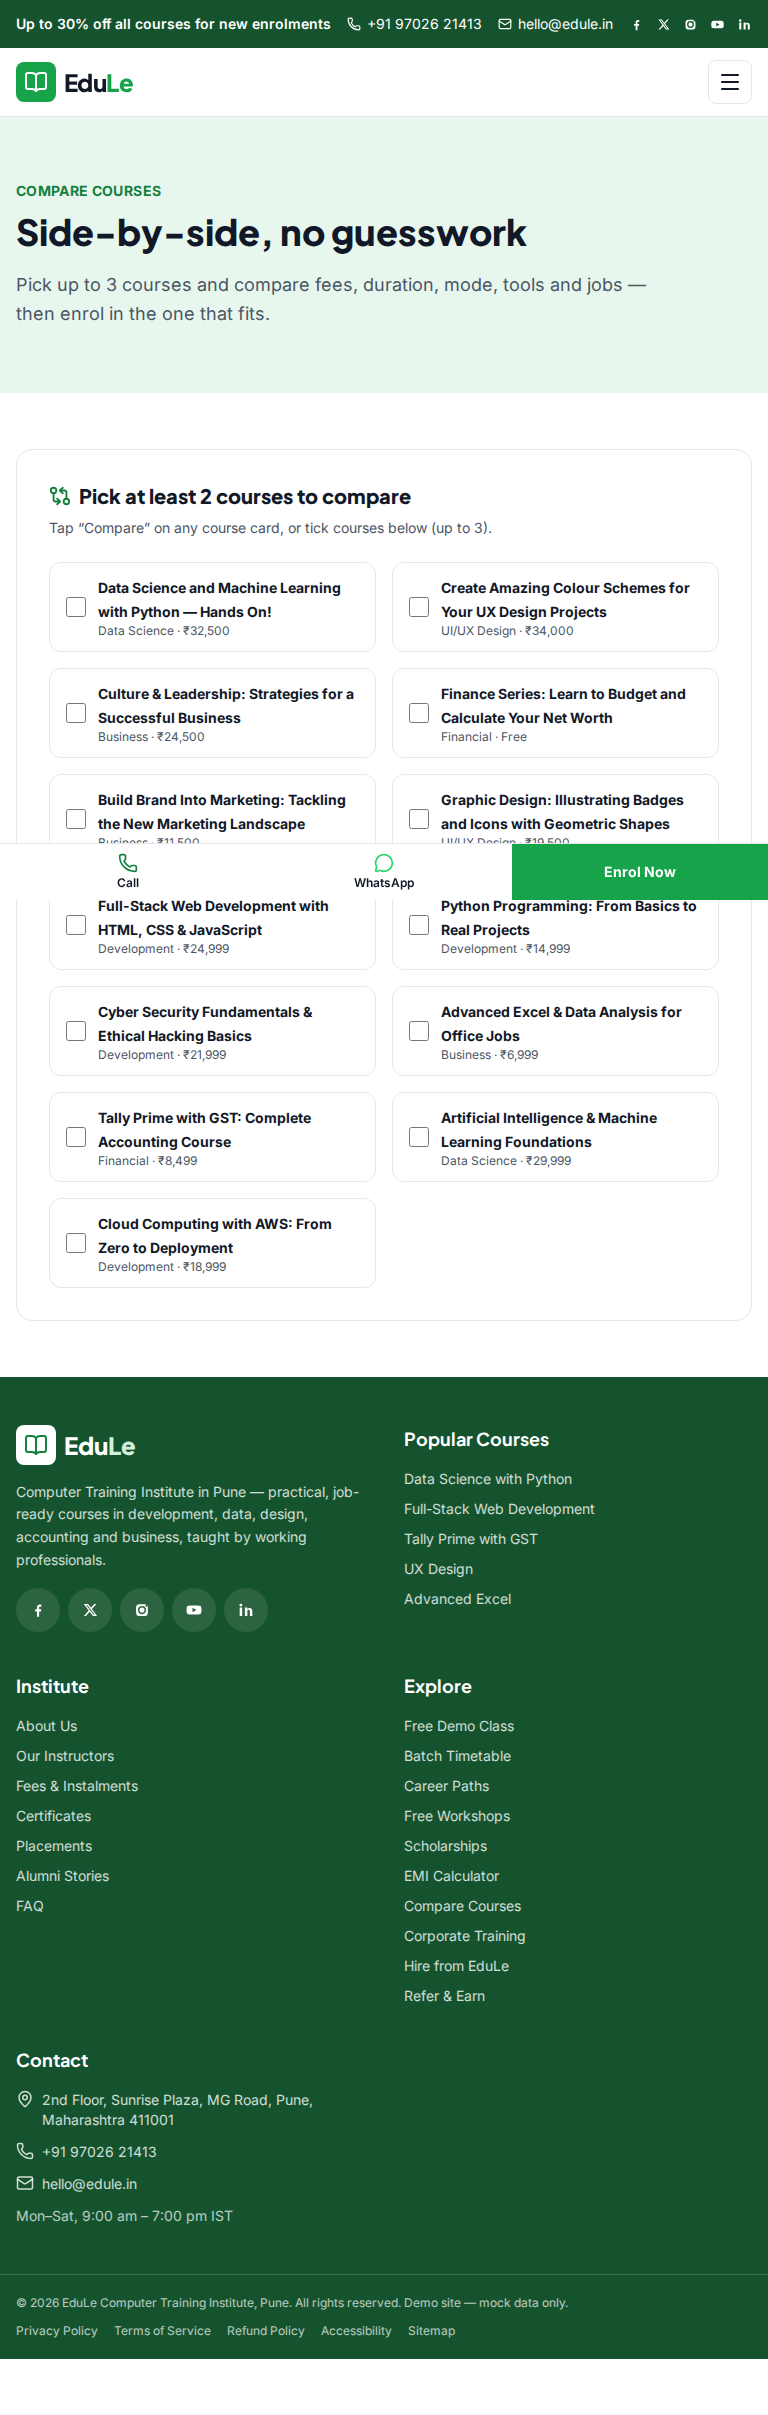 Up to 30% off all courses for new enrolments
+91 97026 21413
hello@edule.in
EduLe
COMPARE COURSES
Side-by-side, no guesswork
Pick up to 3 courses and compare fees, duration, mode, tools and jobs —
then enrol in the one that fits.
Pick at least 2 courses to compare
Tap “Compare” on any course card, or tick courses below (up to 3).
Data Science and Machine Learning
with Python — Hands On!
Data Science · ₹32,500
Create Amazing Colour Schemes for
Your UX Design Projects
UI/UX Design · ₹34,000
Culture & Leadership: Strategies for a
Successful Business
Business · ₹24,500
Finance Series: Learn to Budget and
Calculate Your Net Worth
Financial · Free
Build Brand Into Marketing: Tackling
the New Marketing Landscape
Business · ₹11,500
Graphic Design: Illustrating Badges
and Icons with Geometric Shapes
UI/UX Design · ₹19,500
Call
WhatsApp
Enrol Now
Full-Stack Web Development with
HTML, CSS & JavaScript
Development · ₹24,999
Python Programming: From Basics to
Real Projects
Development · ₹14,999
Cyber Security Fundamentals &
Ethical Hacking Basics
Development · ₹21,999
Advanced Excel & Data Analysis for
Office Jobs
Business · ₹6,999
Tally Prime with GST: Complete
Accounting Course
Financial · ₹8,499
Artificial Intelligence & Machine
Learning Foundations
Data Science · ₹29,999
Cloud Computing with AWS: From
Zero to Deployment
Development · ₹18,999
EduLe
Computer Training Institute in Pune — practical, job-
ready courses in development, data, design,
accounting and business, taught by working
professionals.
Popular Courses
Data Science with Python
Full-Stack Web Development
Tally Prime with GST
UX Design
Advanced Excel
Institute
About Us
Our Instructors
Fees & Instalments
Certificates
Placements
Alumni Stories
FAQ
Explore
Free Demo Class
Batch Timetable
Career Paths
Free Workshops
Scholarships
EMI Calculator
Compare Courses
Corporate Training
Hire from EduLe
Refer & Earn
Contact
2nd Floor, Sunrise Plaza, MG Road, Pune,
Maharashtra 411001
+91 97026 21413
hello@edule.in
Mon–Sat, 9:00 am – 7:00 pm IST
© 2026 EduLe Computer Training Institute, Pune. All rights reserved. Demo site — mock data only.
Privacy Policy
Terms of Service
Refund Policy
Accessibility
Sitemap